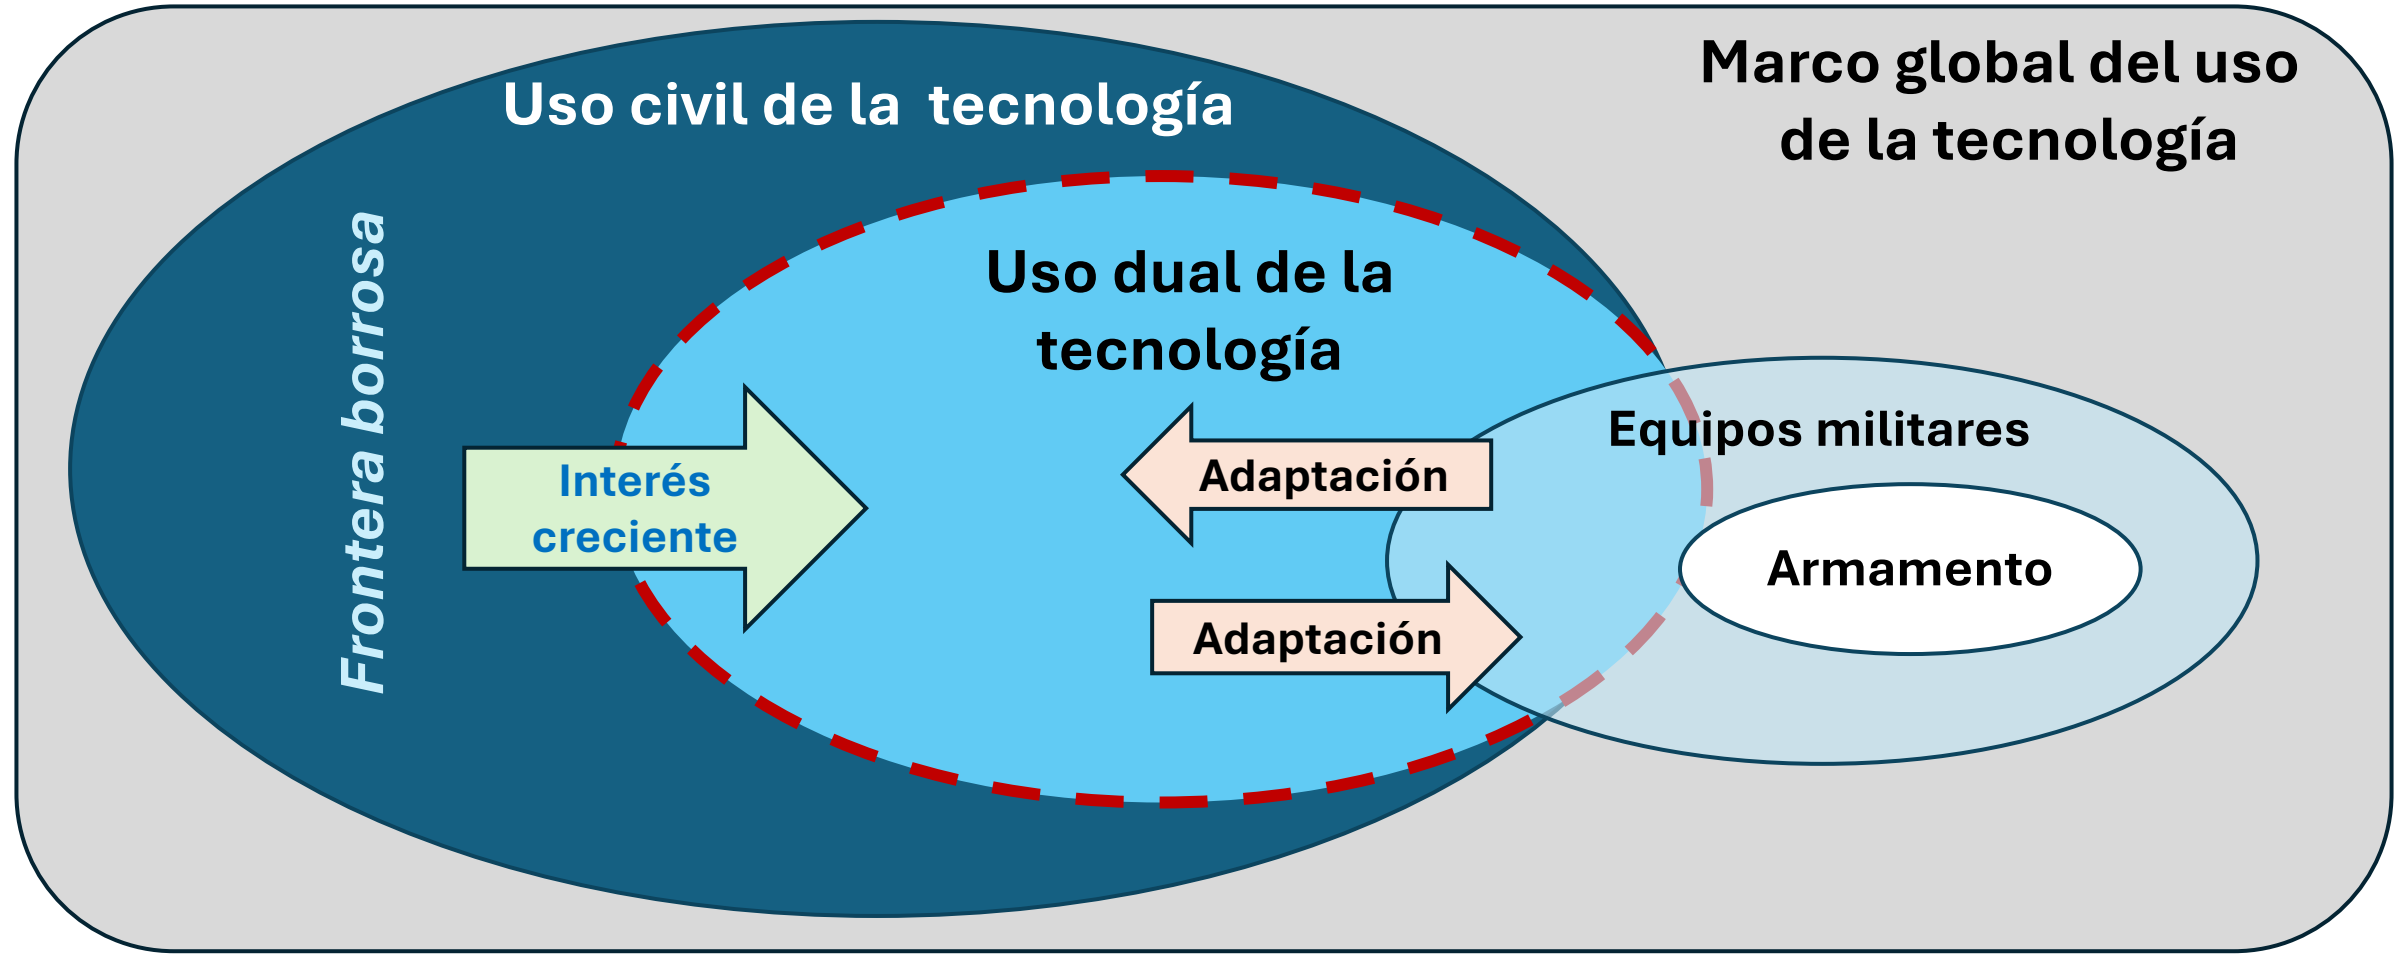 Marco global del uso
de la tecnología
Uso civil de la tecnología
Frontera borrosa
Uso dual de la
tecnología
Interés
creciente
Adaptación
Adaptación
Equipos militares
Armamento